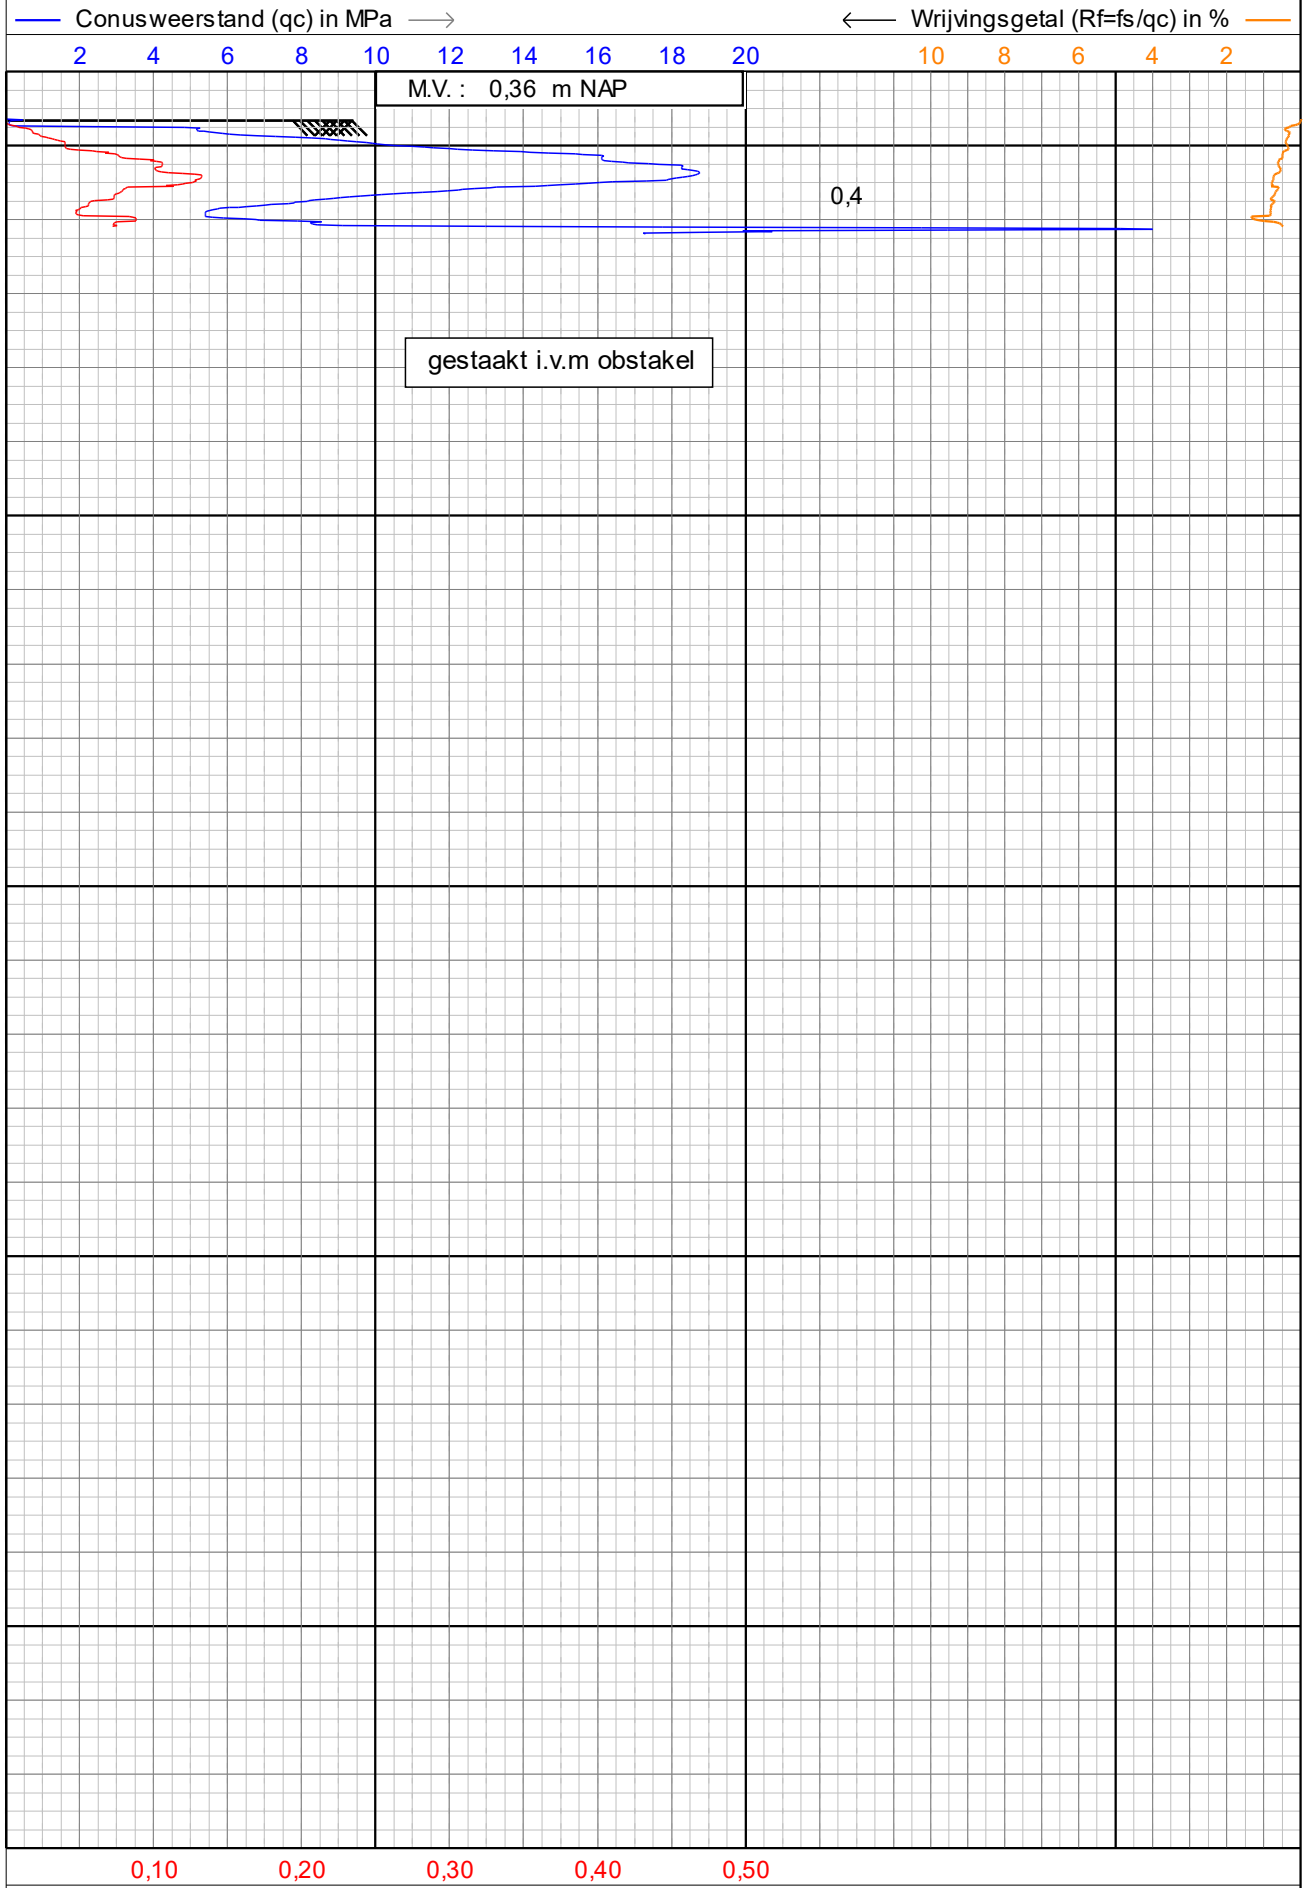 Conusweerstand (qc) in MPa
Wrijvingsgetal (Rf=fs/qc) in %
2 4 6 8 10 12 14 16 18 20 10 8 6 4 2
M.V. : 0,36 m NAP
0,4
gestaakt i.v.m obstakel
0,10 0,20 0,30 0,40 0,50